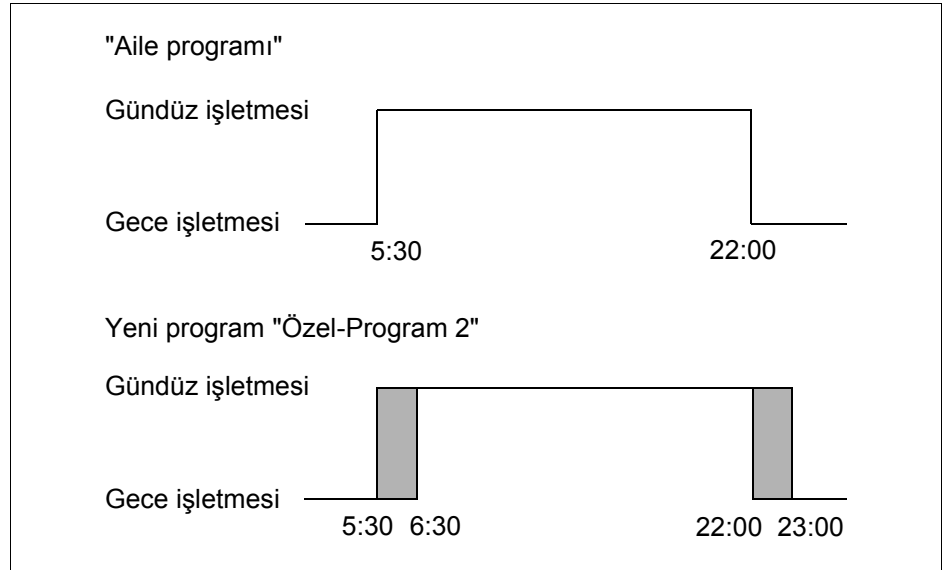 "Aile programı"
Gündüz işletmesi
Gece işletmesi
5:30 22:00
Yeni program "Özel-Program 2"
Gündüz işletmesi
Gece işletmesi
5:30 6:30 22:00 23:00